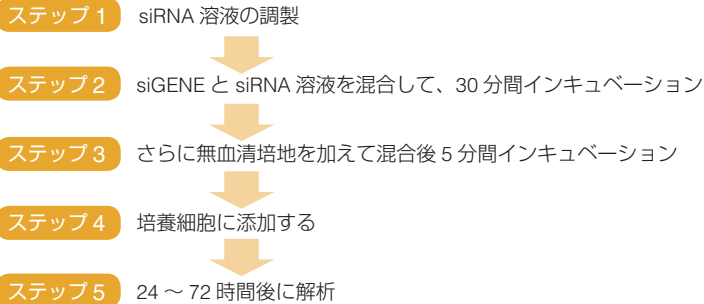 ステップ 1 siRNA 溶液の調製
ステップ 2 siGENE と siRNA 溶液を混合して、30 分間インキュベーション
ステップ 3 さらに無血清培地を加えて混合後 5 分間インキュベーション
ステップ 4 培養細胞に添加する
ステップ 5 24 ~ 72 時間後に解析